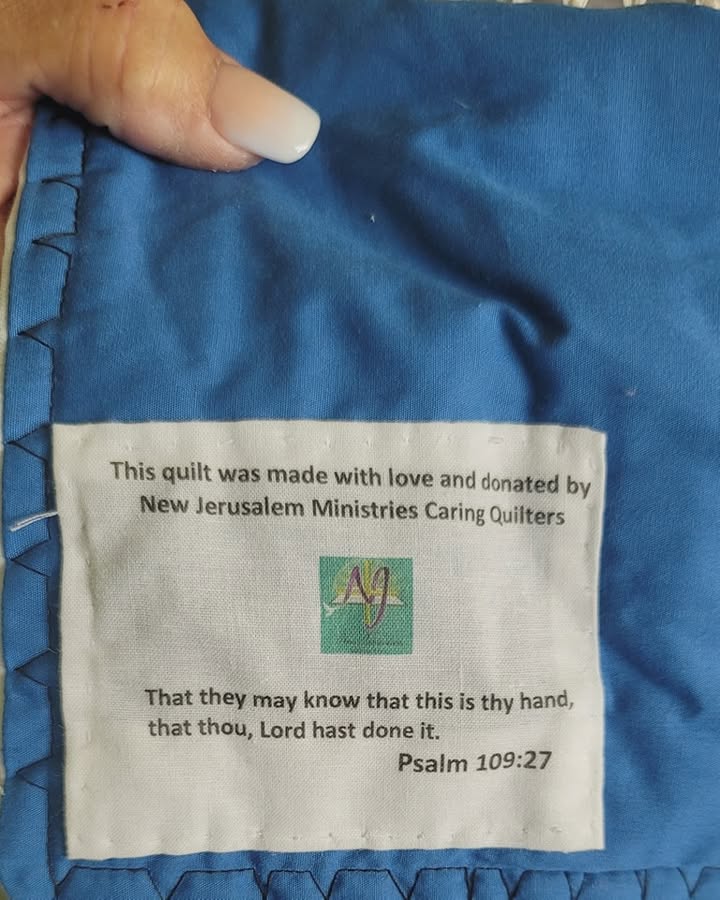 This quilt was made with love and donated by
New Jerusalem Ministries Caring Quilters
NJ
That they may know that this is thy hand,
that thou, Lord hast done it.
Psalm 109:27